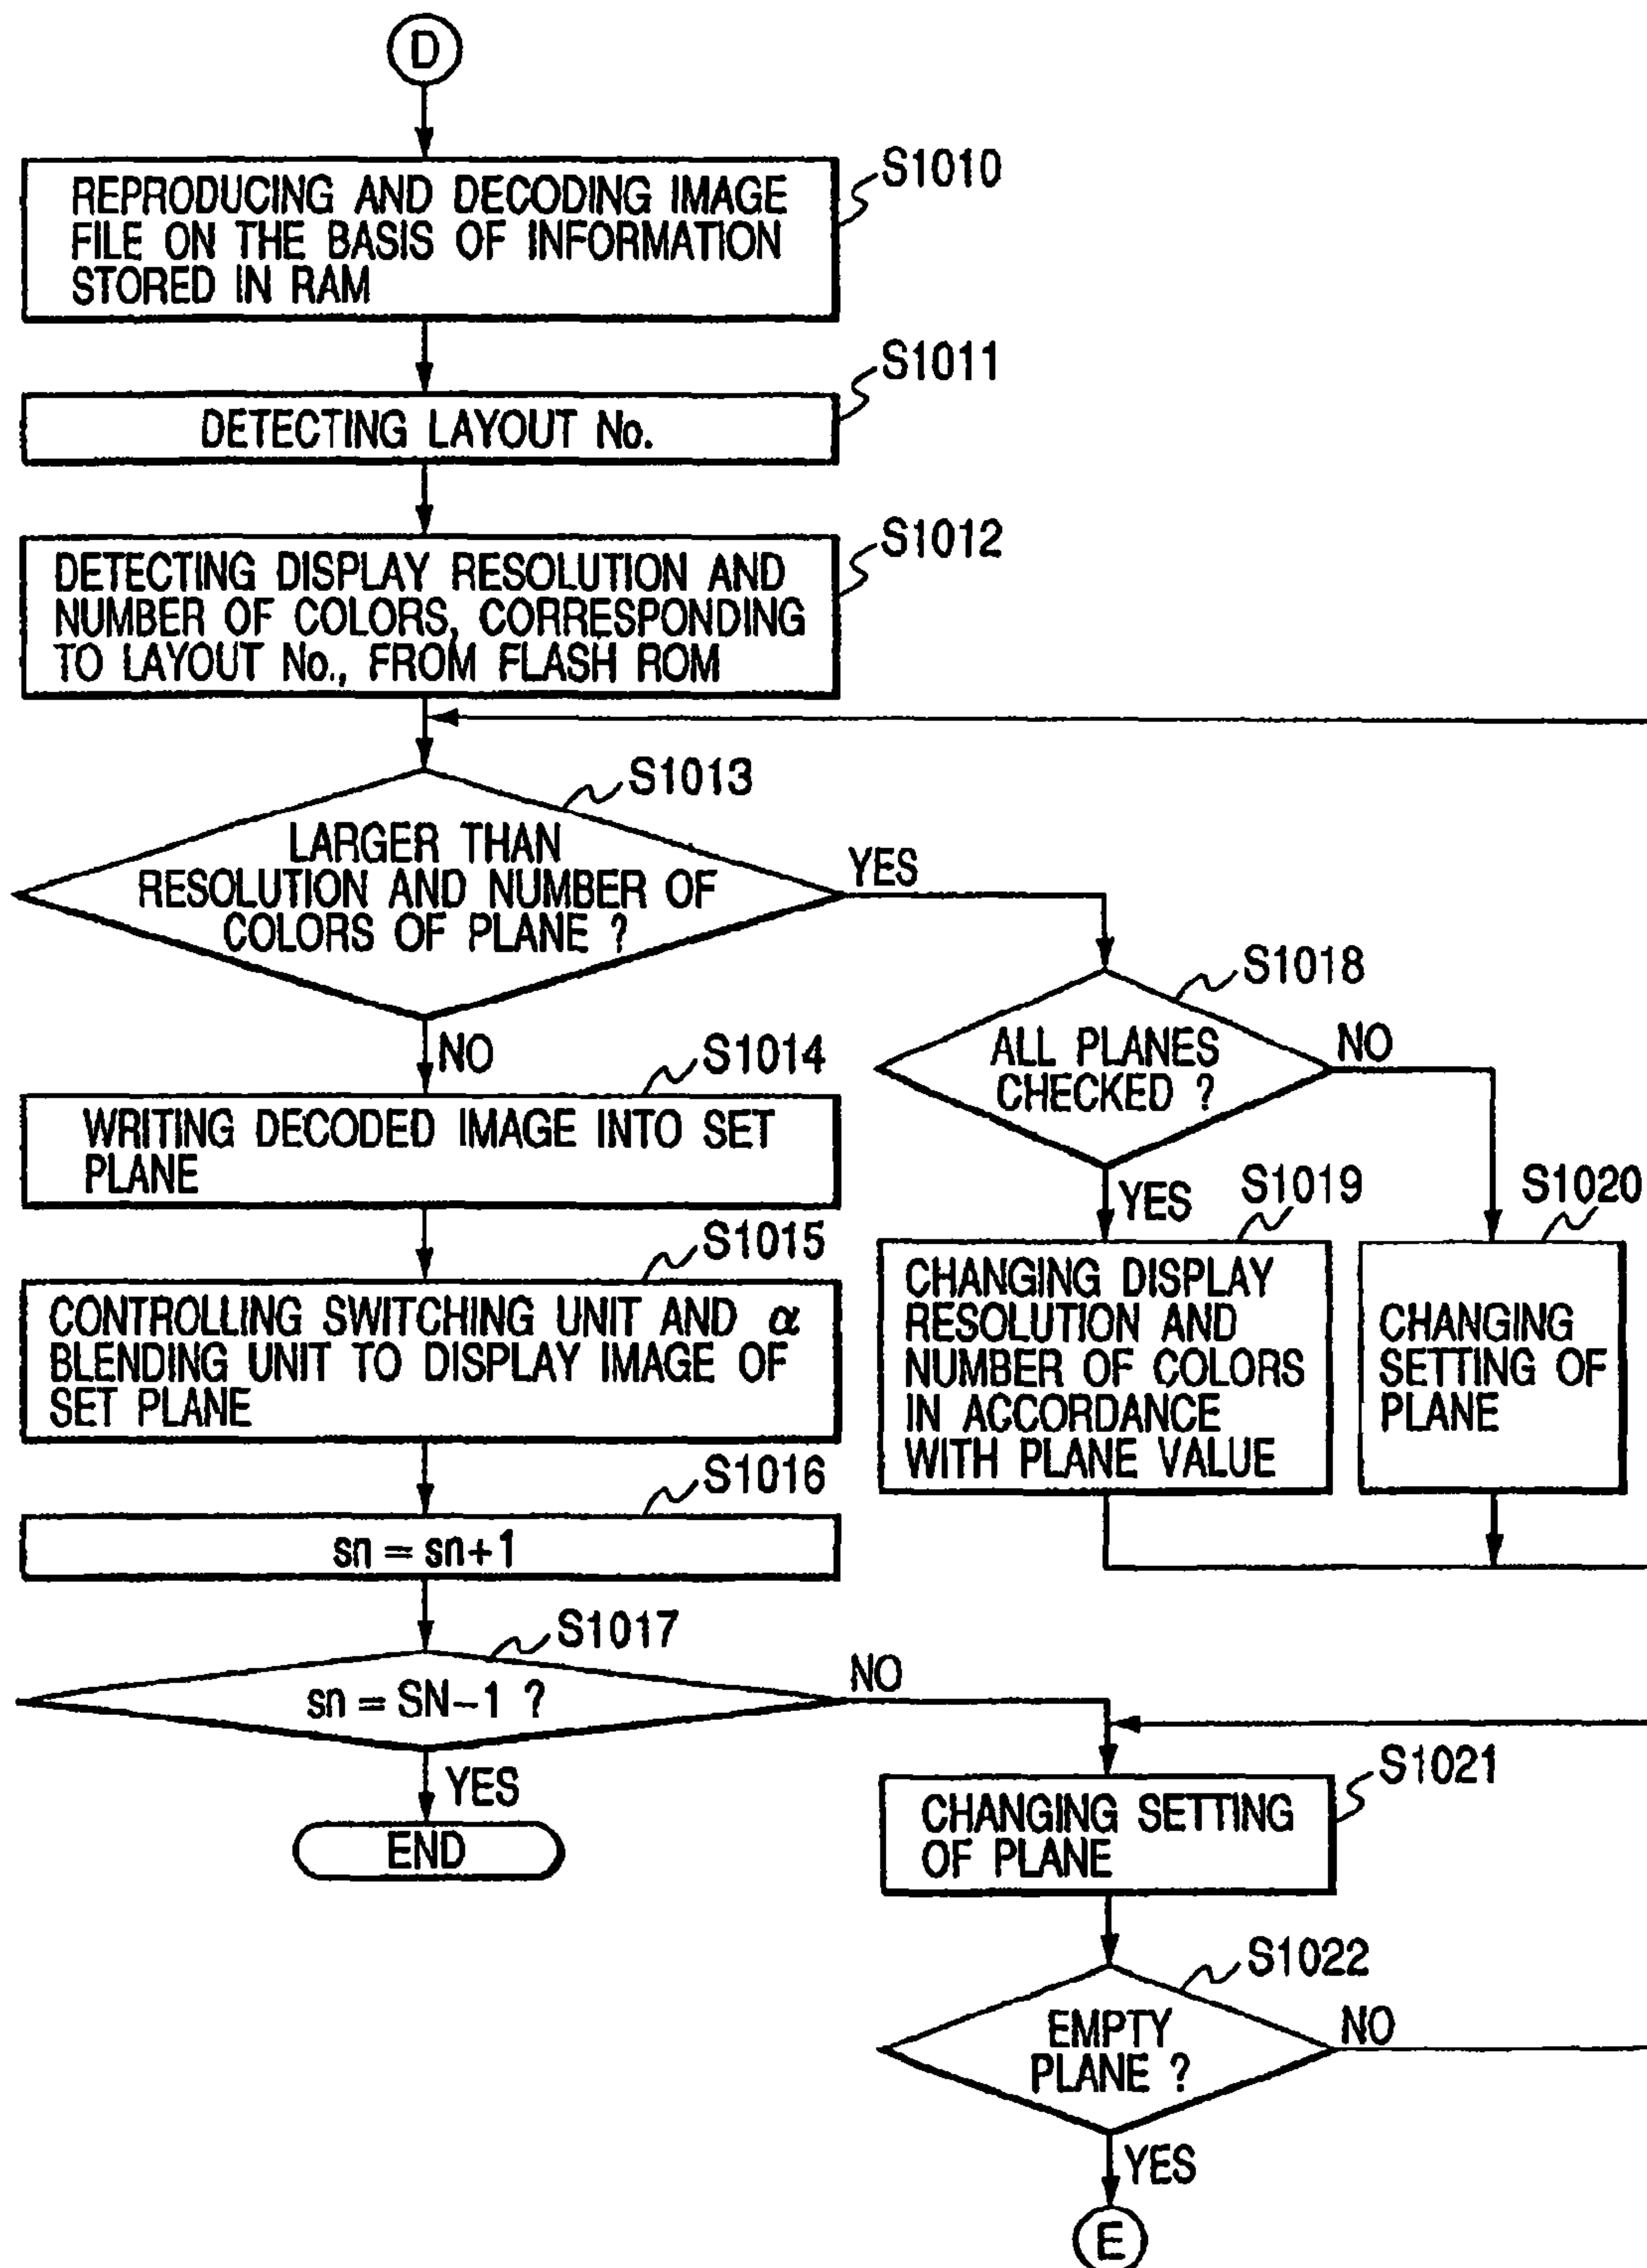 D
S1010
REPRODUCING AND DECODING IMAGE
FILE ON THE BASIS OF INFORMATION
STORED IN RAM
S1011
DETECTING LAYOUT No.
S1012
DETECTING DISPLAY RESOLUTION AND
NUMBER OF COLORS, CORRESPONDING
TO LAYOUT No., FROM FLASH ROM
S1013
LARGER THAN
RESOLUTION AND NUMBER OF
COLORS OF PLANE ?
YES
NO
S1014
WRITING DECODED IMAGE INTO SET
PLANE
S1015
CONTROLLING SWITCHING UNIT AND α
BLENDING UNIT TO DISPLAY IMAGE OF
SET PLANE
S1016
sn = sn+1
S1017
sn = SN–1 ?
NO
YES
END
S1018
ALL PLANES
CHECKED ?
NO
YES
S1019
CHANGING DISPLAY
RESOLUTION AND
NUMBER OF COLORS
IN ACCORDANCE
WITH PLANE VALUE
S1020
CHANGING
SETTING OF
PLANE
S1021
CHANGING SETTING
OF PLANE
S1022
EMPTY
PLANE ?
NO
YES
E